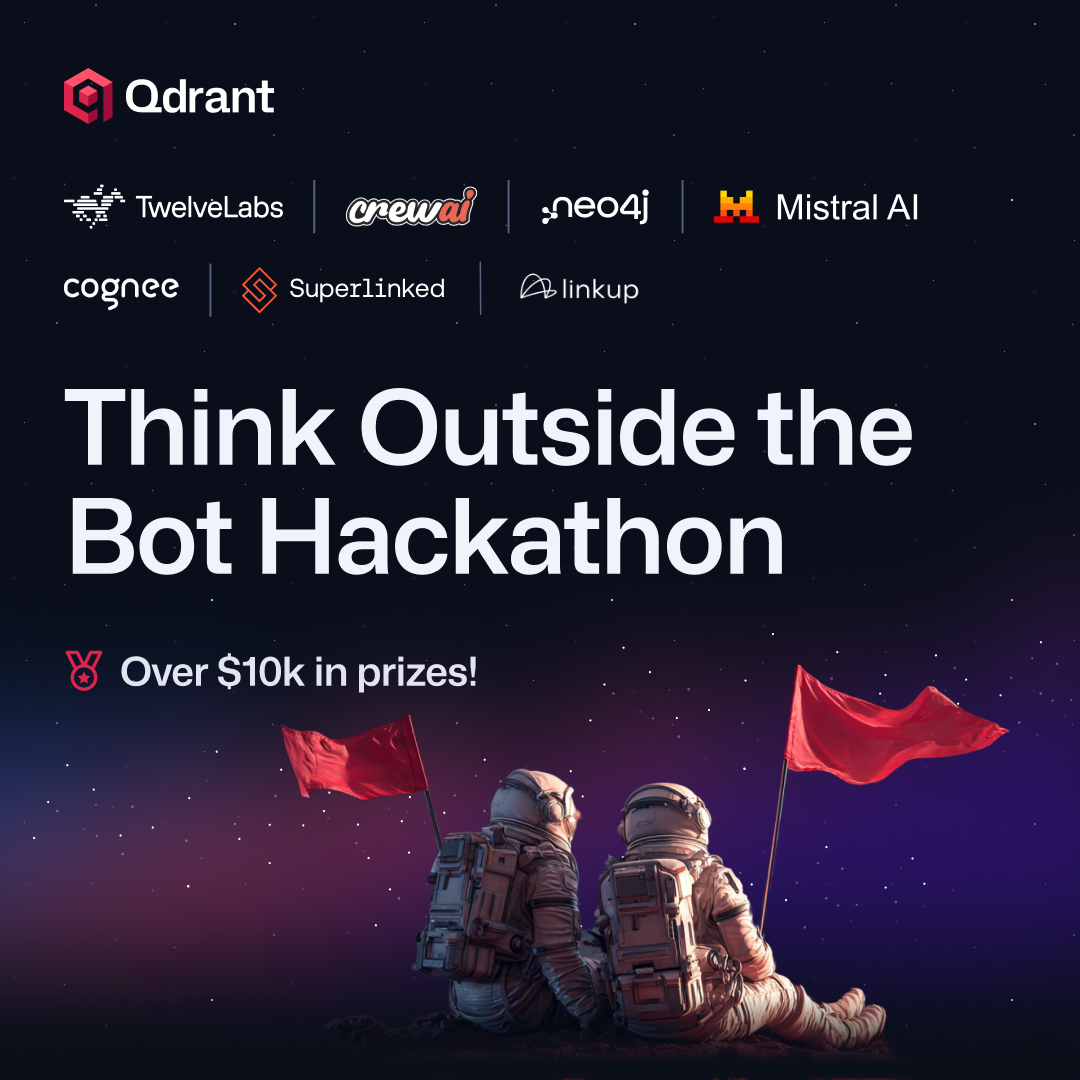 Qdrant
TwelveLabs crewai neo4j Mistral AI
cognee Superlinked linkup
Think Outside the
Bot Hackathon
Over $10k in prizes!